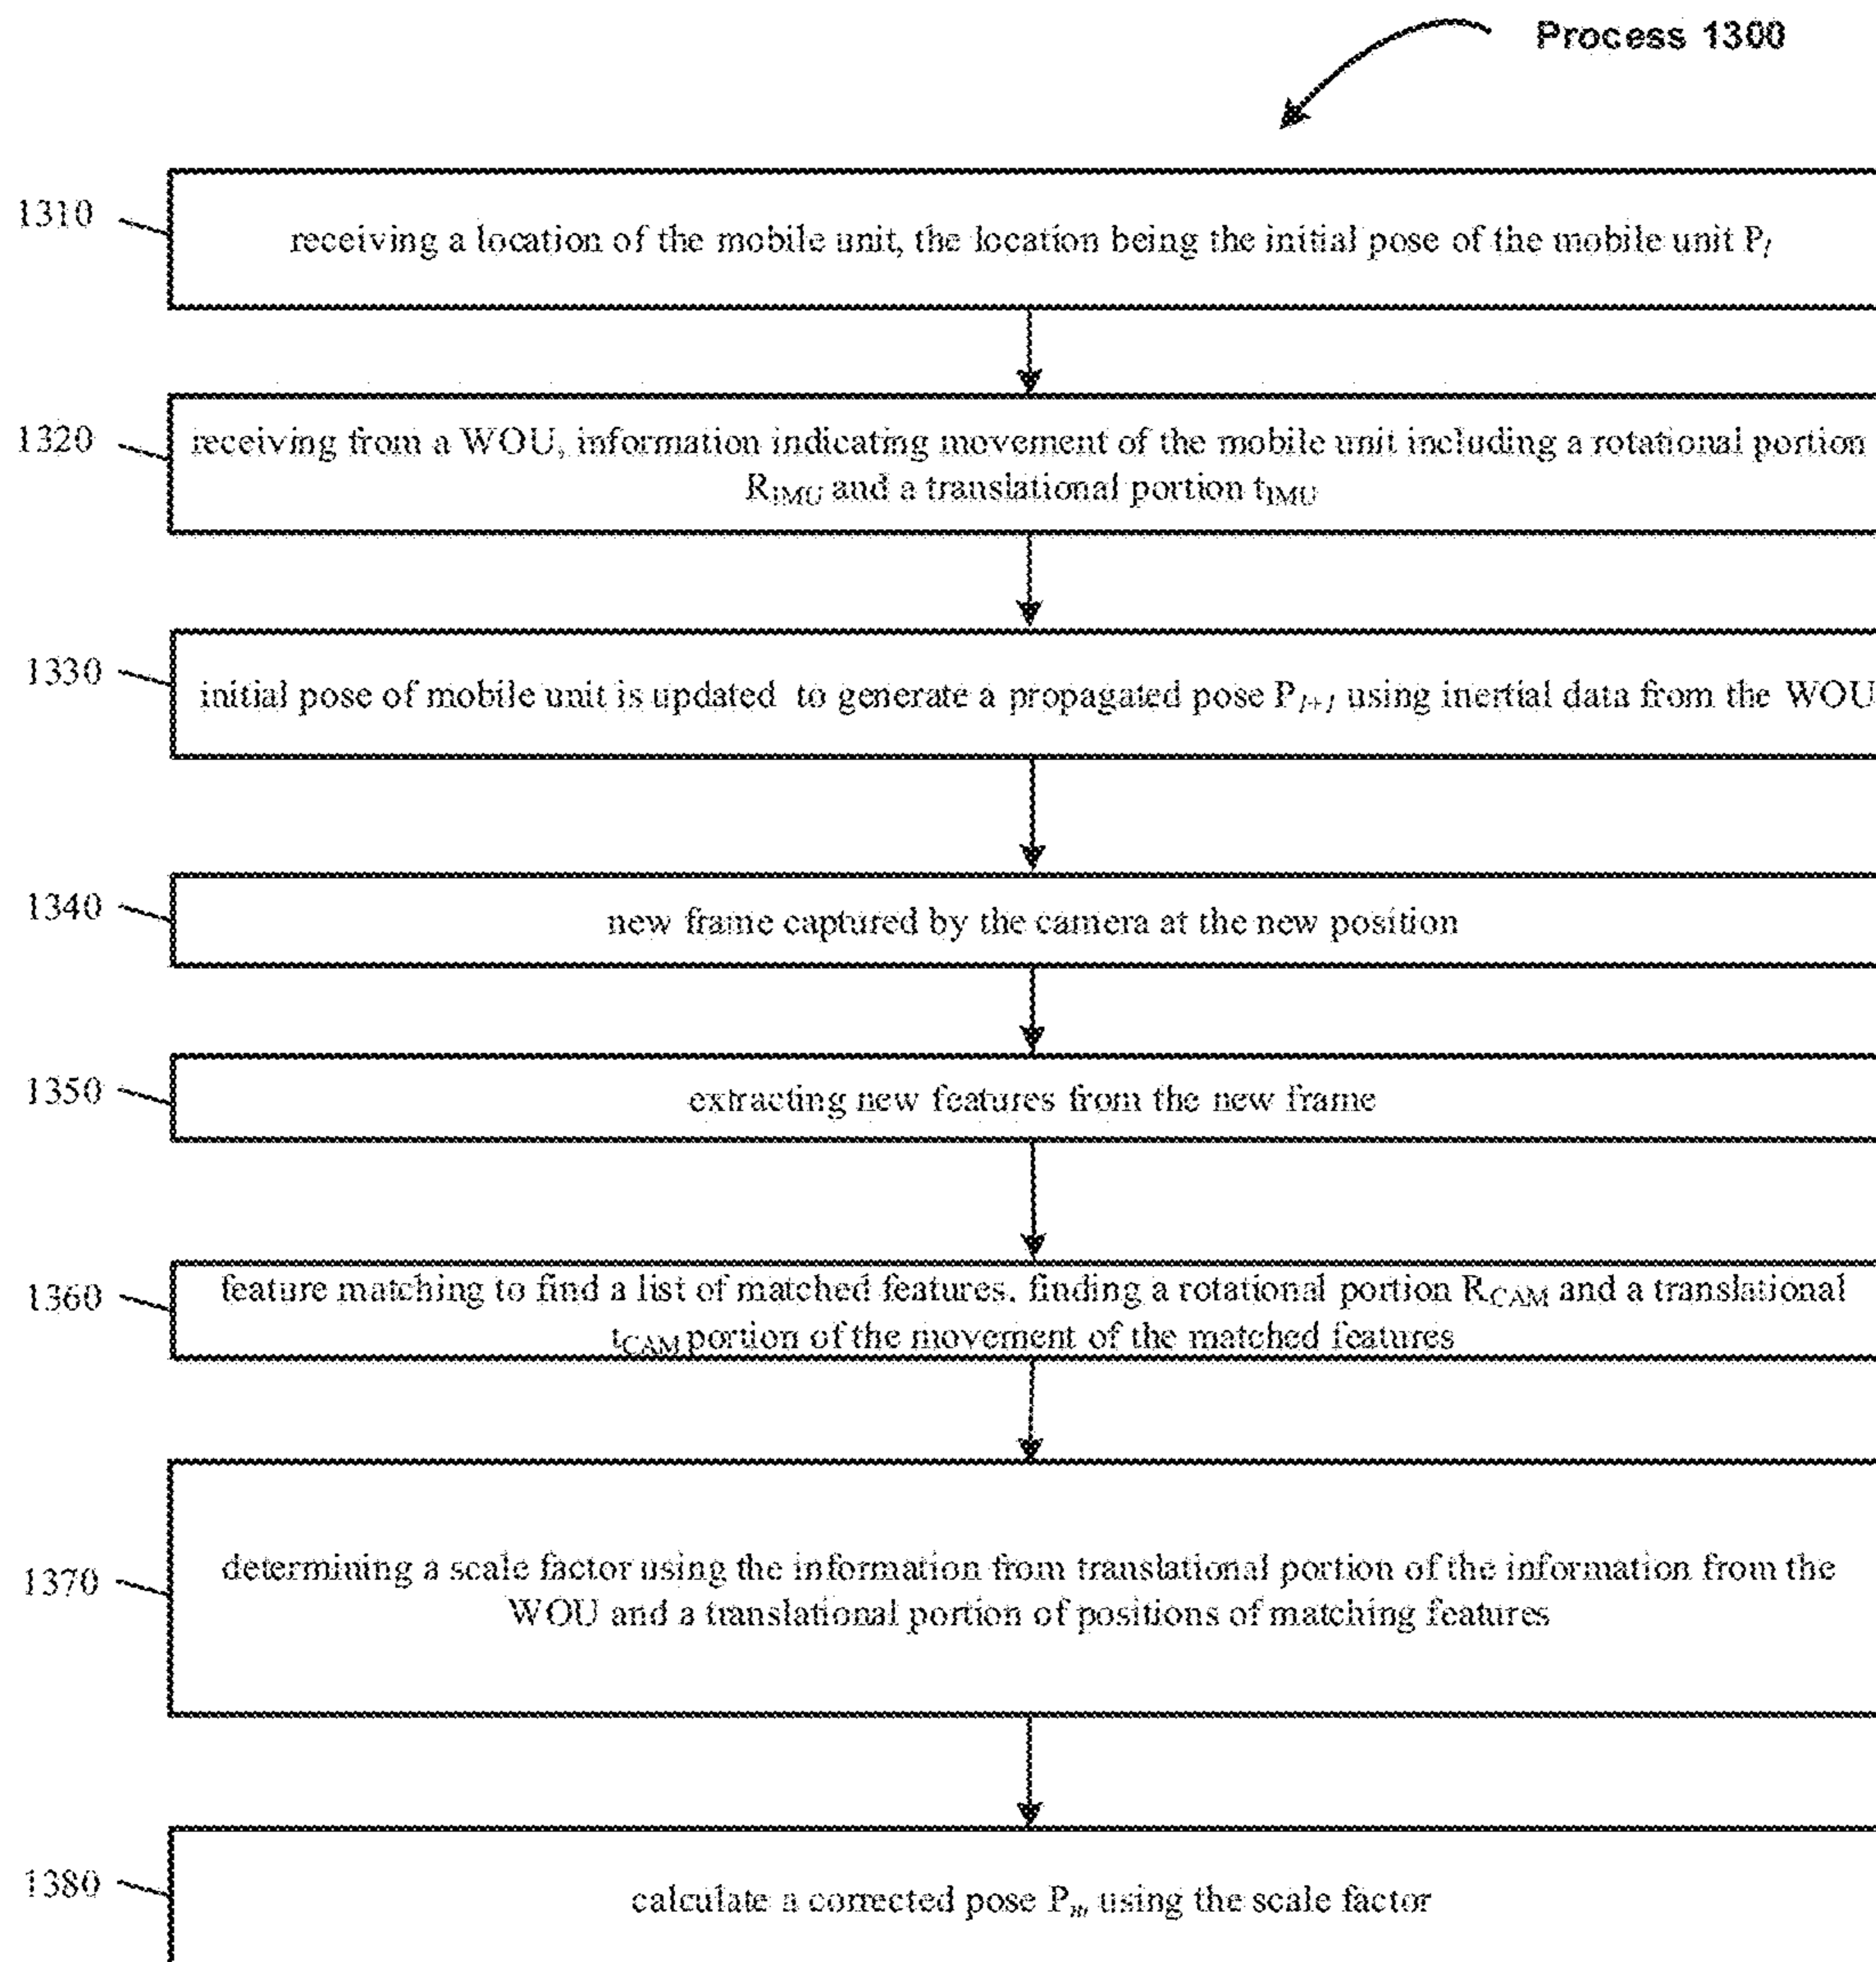 Process 1300
1310
receiving a location of the mobile unit, the location being the initial pose of the mobile unit P_I
1320
receiving from a WOU, information indicating movement of the mobile unit including a rotational portion
R_IMU and a translational portion t_IMU
1330
initial pose of mobile unit is updated to generate a propagated pose P_I+1 using inertial data from the WOU
1340
new frame captured by the camera at the new position
1350
extracting new features from the new frame
1360
feature matching to find a list of matched features, finding a rotational portion R_CAM and a translational
t_CAM portion of the movement of the matched features
1370
determining a scale factor using the information from translational portion of the information from the
WOU and a translational portion of positions of matching features
1380
calculate a corrected pose P using the scale factor